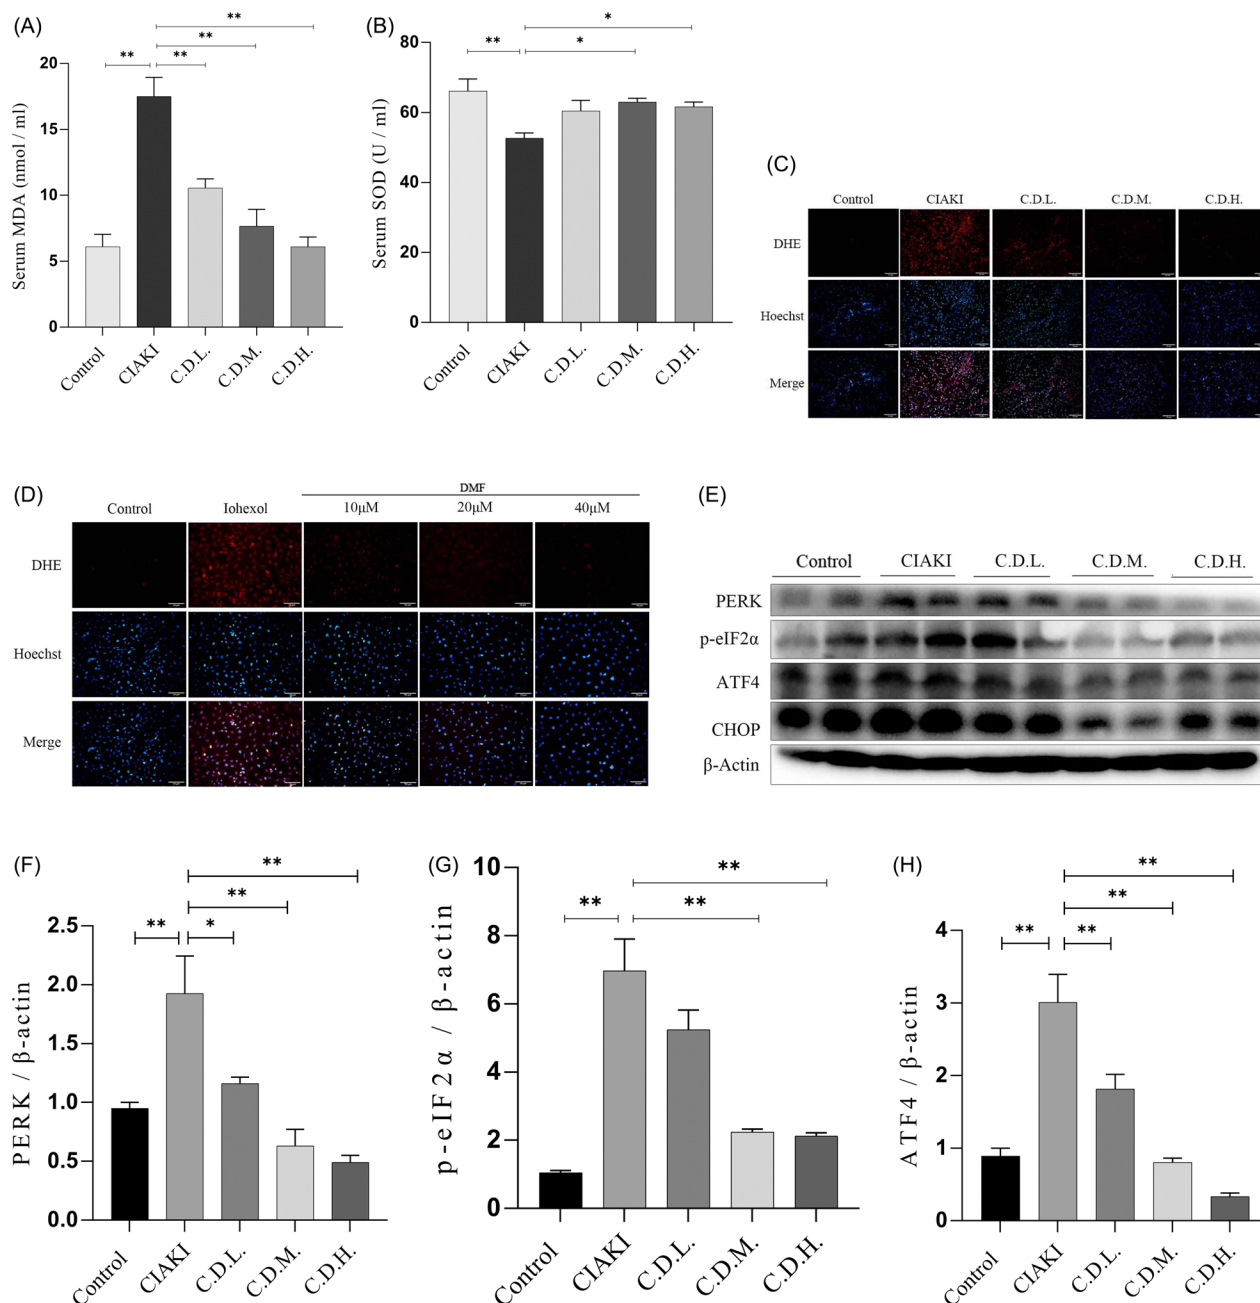 (A)
**
**
** **
20
15
10
5
0
Serum MDA (nmol / ml)
Control
CIAKI
C.D.L.
C.D.M.
C.D.H.
(B)
*
** *
80
60
40
20
0
Serum SOD (U / ml)
Control
CIAKI
C.D.L.
C.D.M.
C.D.H.
(C)
Control CIAKI C.D.L. C.D.M. C.D.H.
DHE
Hoechst
Merge
(D)
DMF
Control Iohexol 10μM 20μM 40μM
DHE
Hoechst
Merge
(E)
Control CIAKI C.D.L. C.D.M. C.D.H.
PERK
p-eIF2α
ATF4
CHOP
β-Actin
(F)
**
**
** *
2.5
2.0
1.5
1.0
0.5
0.0
PERK / β-actin
Control
CIAKI
C.D.L.
C.D.M.
C.D.H.
(G)
**
** **
10
8
6
4
2
0
p-eIF2α / β-actin
Control
CIAKI
C.D.L.
C.D.M.
C.D.H.
(H)
**
**
** **
4
3
2
1
0
ATF4 / β-actin
Control
CIAKI
C.D.L.
C.D.M.
C.D.H.